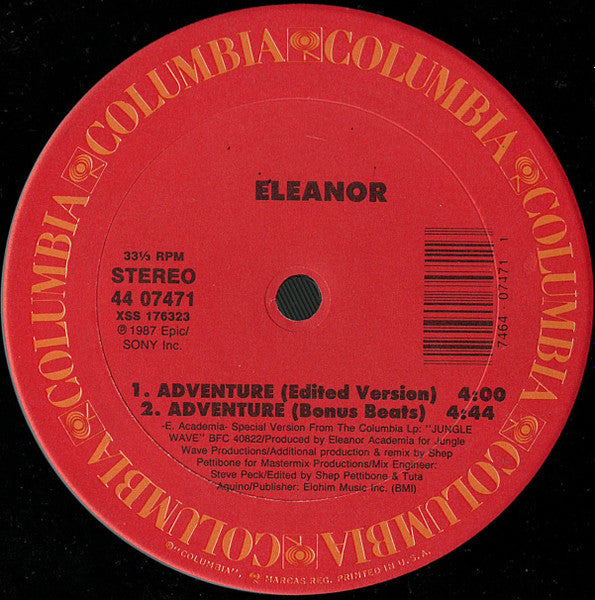 COLUMBIA COLUMBIA COLUMBIA COLUMBIA COLUMBIA COLUMBIA COLUMBIA COLUMBIA
ELEANOR
33⅓ RPM
STEREO
44 07471
XSS 176323
℗ 1987 Epic/
SONY Inc.
7464 07471 1
1. ADVENTURE (Edited Version) 4:00
2. ADVENTURE (Bonus Beats) 4:44
-E. Academia- Special Version From The Columbia Lp: "JUNGLE
WAVE" BFC 40822/Produced by Eleanor Academia for Jungle
Wave Productions/Additional production & remix by Shep
Pettibone for Mastermix Productions/Mix Engineer:
Steve Peck/Edited by Shep Pettibone & Tuta
Aquino/Publisher: Elohim Music Inc. (BMI)
©"COLUMBIA", MARCAS REG. PRINTED IN U.S.A.